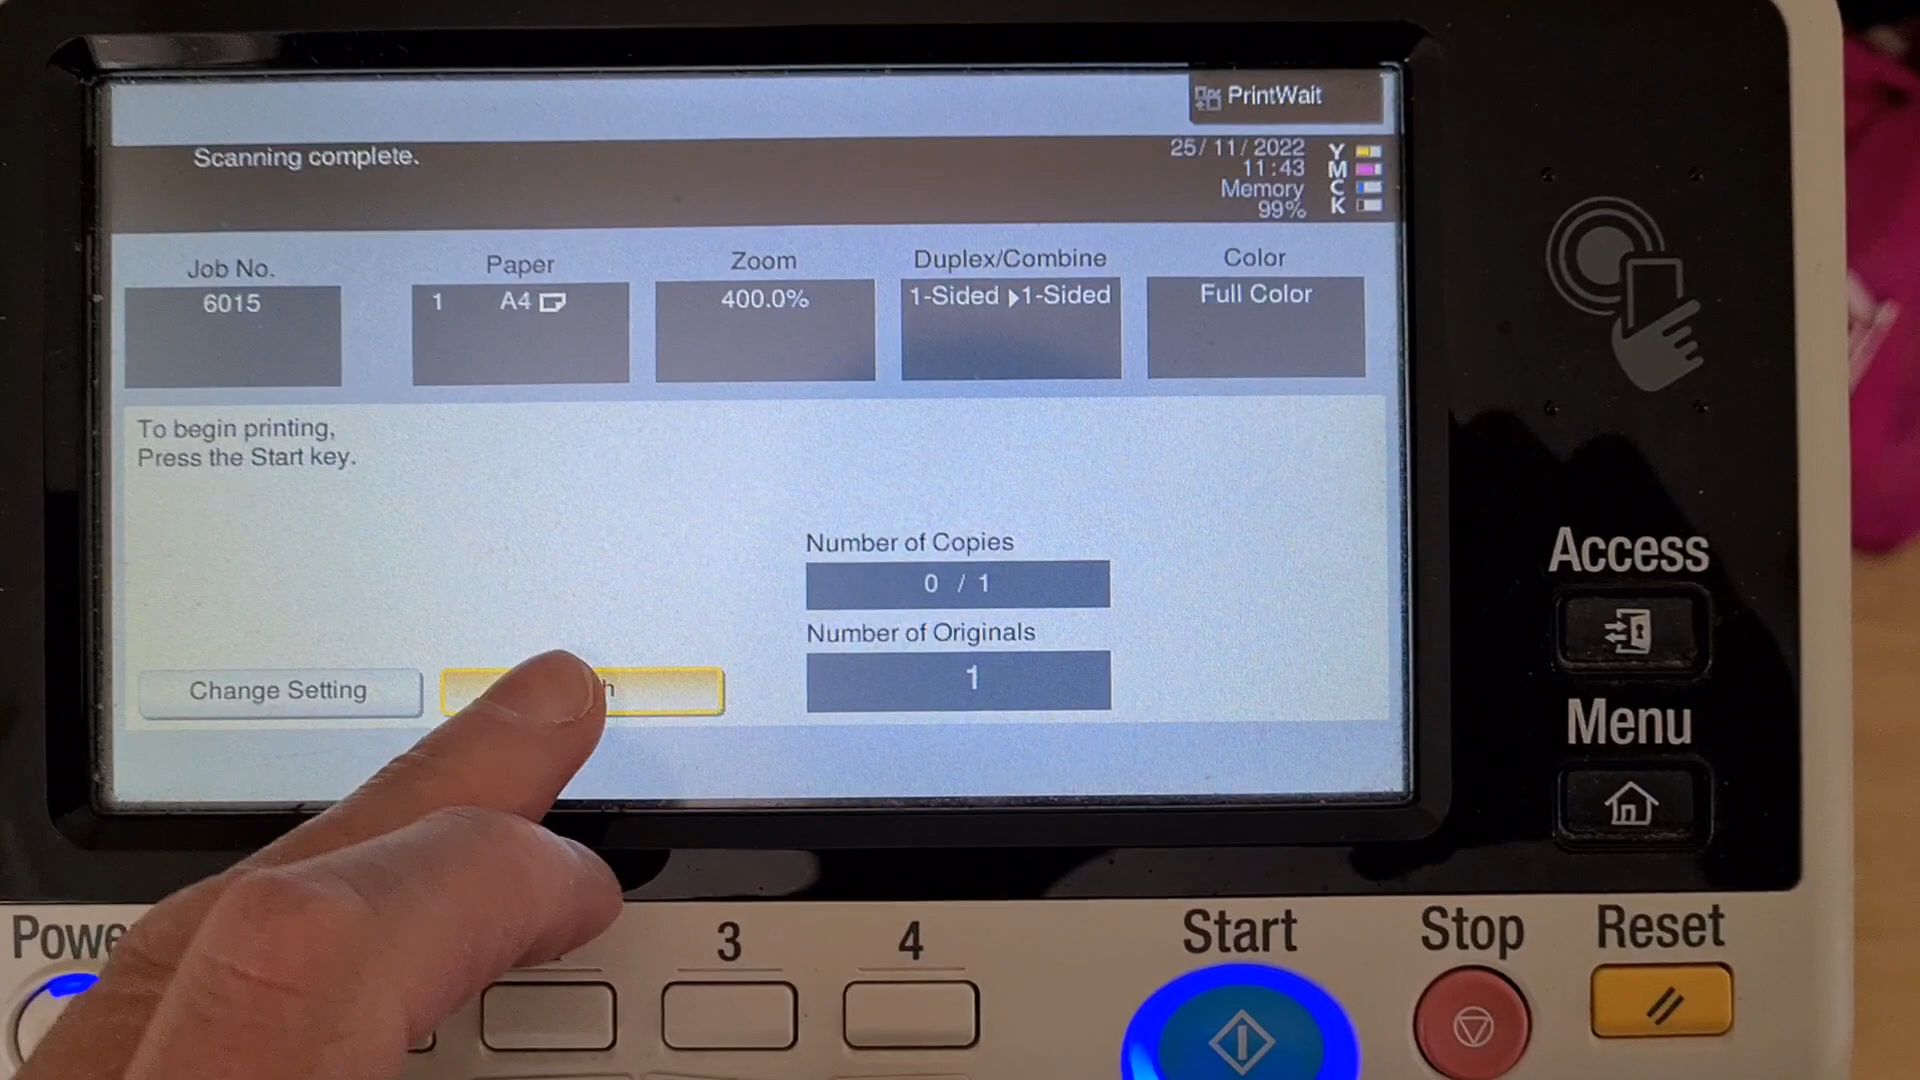 PrintWait
Scanning complete.
25/11/2022
11:43
Memory
99%
Y
M
C
K
Job No.
6015
Paper
1 A4
Zoom
400.0%
Duplex/Combine
1-Sided ▶1-Sided
Color
Full Color
To begin printing,
Press the Start key.
Number of Copies
0 / 1
Number of Originals
1
Change Setting
Access
Menu
3
4
Start
Stop
Reset